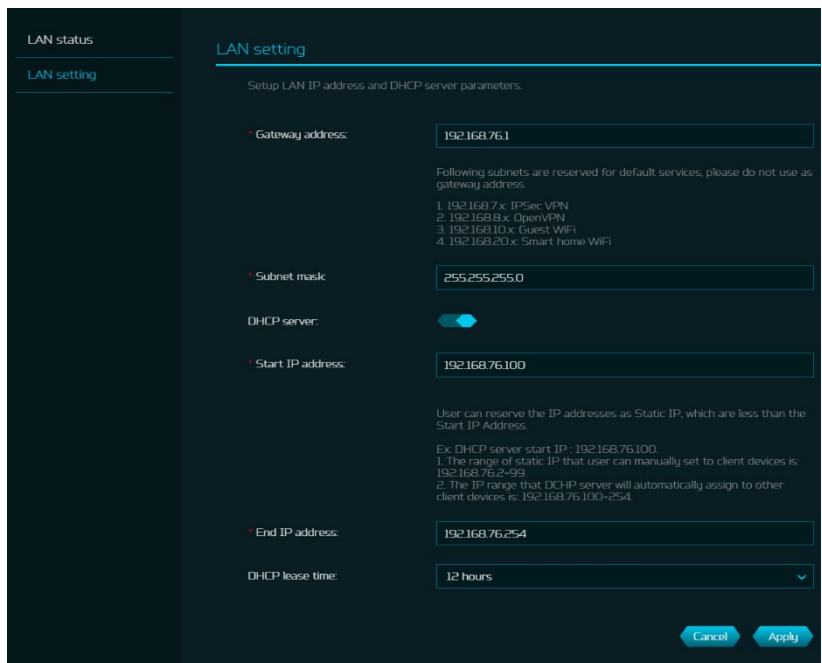 LAN status
LAN setting
LAN setting
Setup LAN IP address and DHCP server parameters.
* Gateway address:
192.168.76.1
Following subnets are reserved for default services, please do not use as
gateway address.
1. 192.168.7.x: IPSec VPN
2. 192.168.8.x: OpenVPN
3. 192.168.10.x: Guest WiFi
4. 192.168.20.x: Smart home WiFi
* Subnet mask:
255.255.255.0
DHCP server:
* Start IP address:
192.168.76.100
User can reserve the IP addresses as Static IP, which are less than the
Start IP Address.
Ex: DHCP server start IP : 192.168.76.100.
1. The range of static IP that user can manually set to client devices is:
192.168.76.2~99.
2. The IP range that DCHP server will automatically assign to other
client devices is: 192.168.76.100~254.
* End IP address:
192.168.76.254
DHCP lease time:
12 hours
Cancel
Apply